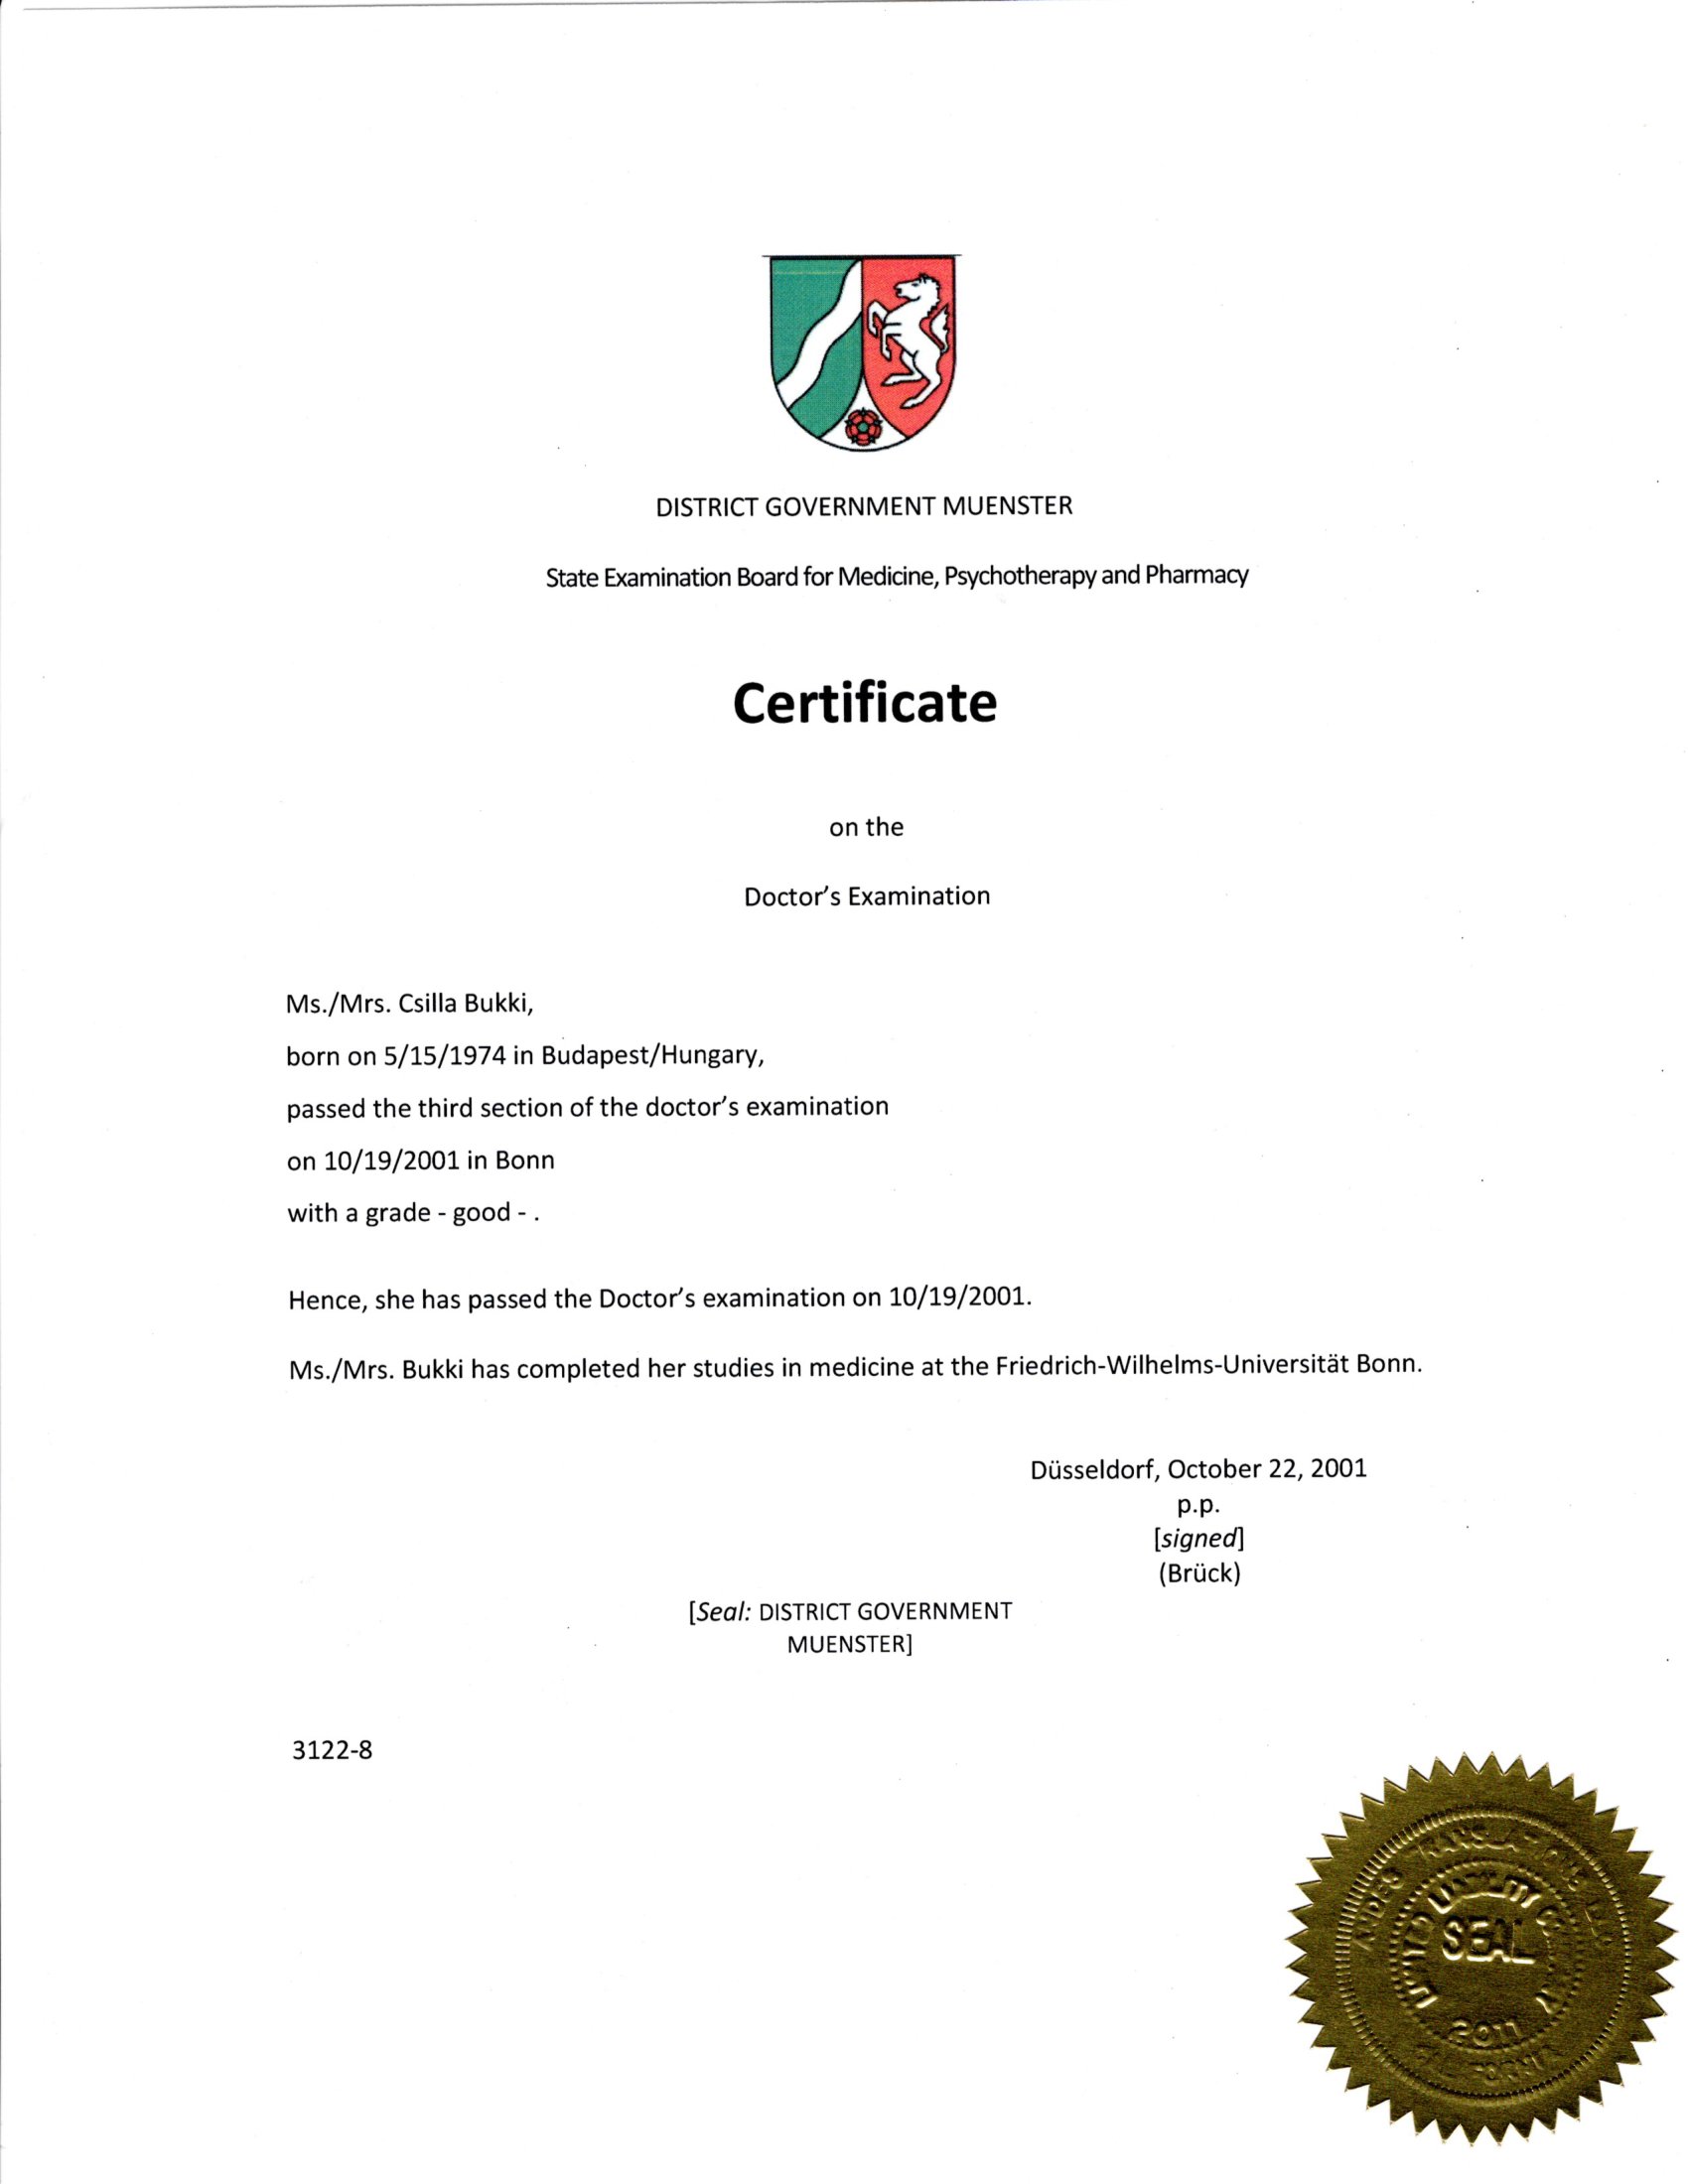 DISTRICT GOVERNMENT MUENSTER
State Examination Board for Medicine, Psychotherapy and Pharmacy
Certificate
on the
Doctor's Examination
Ms./Mrs. Csilla Bukki,
born on 5/15/1974 in Budapest/Hungary,
passed the third section of the doctor's examination
on 10/19/2001 in Bonn
with a grade - good - .
Hence, she has passed the Doctor's examination on 10/19/2001.
Ms./Mrs. Bukki has completed her studies in medicine at the Friedrich-Wilhelms-Universität Bonn.
Düsseldorf, October 22, 2001
p.p.
[signed]
(Brück)
[Seal: DISTRICT GOVERNMENT
MUENSTER]
3122-8
ANDES TRANSLATIONS
SEAL
2011
CALIFORNIA